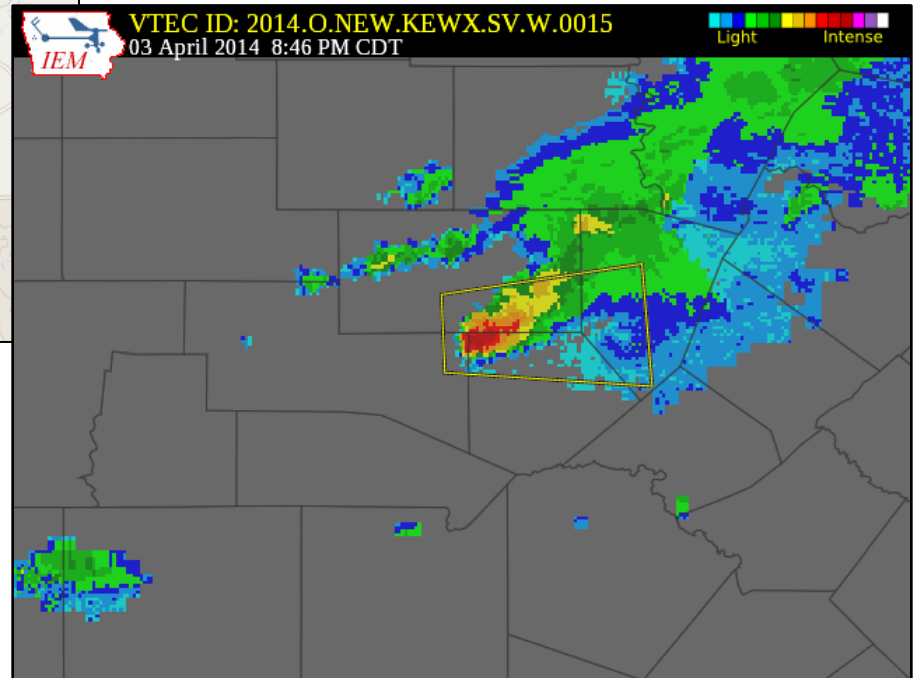 IEM
VTEC ID: 2014.O.NEW.KEWX.SV.W.0015
03 April 2014  8:46 PM CDT
Light
Intense